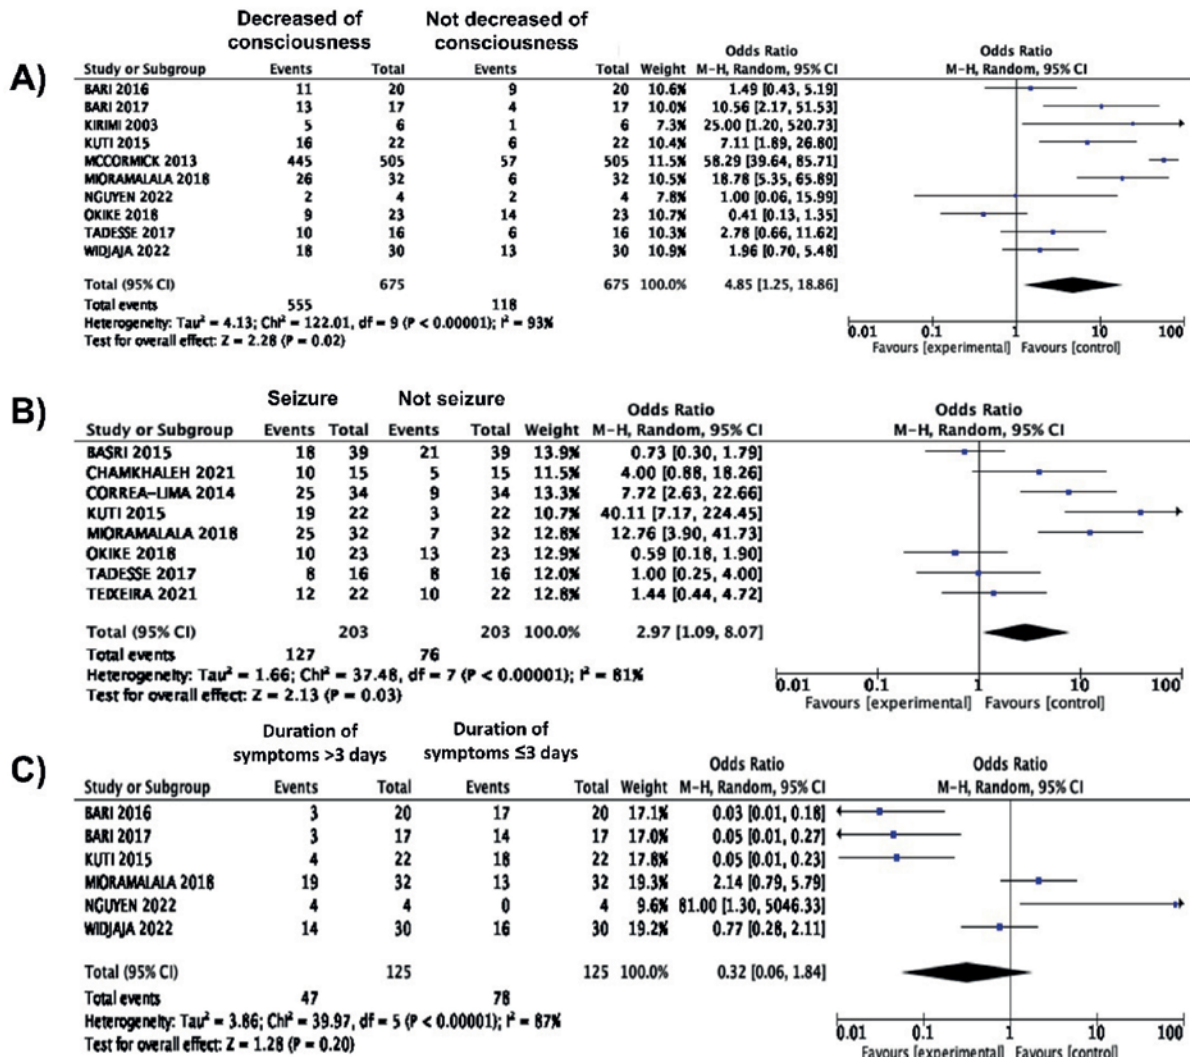 A)
Decreased of consciousness Not decreased of consciousness Odds Ratio Odds Ratio
Study or Subgroup Events Total Events Total Weight M-H, Random, 95% CI M-H, Random, 95% CI
BARI 2016 11 20 9 20 10.6% 1.49 [0.43, 5.19]
BARI 2017 13 17 4 17 10.0% 10.56 [2.17, 51.53]
KIRIMI 2003 5 6 1 6 7.3% 25.00 [1.20, 520.73]
KUTI 2015 16 22 6 22 10.4% 7.11 [1.89, 26.80]
MCCORMICK 2013 445 505 57 505 11.5% 58.29 [39.64, 85.71]
MIORAMALALA 2018 26 32 6 32 10.5% 18.78 [5.35, 65.89]
NGUYEN 2022 2 4 2 4 7.8% 1.00 [0.06, 15.99]
OKIKE 2018 9 23 14 23 10.7% 0.41 [0.13, 1.35]
TADESSE 2017 10 16 6 16 10.3% 2.78 [0.66, 11.62]
WIDJAJA 2022 18 30 13 30 10.9% 1.96 [0.70, 5.48]
Total (95% CI) 675 675 100.0% 4.85 [1.25, 18.86]
Total events 555 118
Heterogeneity: Tau² = 4.13; Chi² = 122.01, df = 9 (P < 0.00001); I² = 93%
Test for overall effect: Z = 2.28 (P = 0.02)
0.01 0.1 1 10 100
Favours [experimental] Favours [control]
B)
Seizure Not seizure Odds Ratio Odds Ratio
Study or Subgroup Events Total Events Total Weight M-H, Random, 95% CI M-H, Random, 95% CI
BASRI 2015 18 39 21 39 13.9% 0.73 [0.30, 1.79]
CHAMKHALEH 2021 10 15 5 15 11.5% 4.00 [0.88, 18.26]
CORREA-LIMA 2014 25 34 9 34 13.3% 7.72 [2.63, 22.66]
KUTI 2015 19 22 3 22 10.7% 40.11 [7.17, 224.45]
MIORAMALALA 2018 25 32 7 32 12.8% 12.76 [3.90, 41.73]
OKIKE 2018 10 23 13 23 12.9% 0.59 [0.18, 1.90]
TADESSE 2017 8 16 8 16 12.0% 1.00 [0.25, 4.00]
TEIXEIRA 2021 12 22 10 22 12.8% 1.44 [0.44, 4.72]
Total (95% CI) 203 203 100.0% 2.97 [1.09, 8.07]
Total events 127 76
Heterogeneity: Tau² = 1.66; Chi² = 37.48, df = 7 (P < 0.00001); I² = 81%
Test for overall effect: Z = 2.13 (P = 0.03)
0.01 0.1 1 10 100
Favours [experimental] Favours [control]
C)
Duration of symptoms >3 days Duration of symptoms ≤3 days Odds Ratio Odds Ratio
Study or Subgroup Events Total Events Total Weight M-H, Random, 95% CI M-H, Random, 95% CI
BARI 2016 3 20 17 20 17.1% 0.03 [0.01, 0.18]
BARI 2017 3 17 14 17 17.0% 0.05 [0.01, 0.27]
KUTI 2015 4 22 18 22 17.8% 0.05 [0.01, 0.23]
MIORAMALALA 2018 19 32 13 32 19.3% 2.14 [0.79, 5.79]
NGUYEN 2022 4 4 0 4 9.6% 81.00 [1.30, 5046.33]
WIDJAJA 2022 14 30 16 30 19.2% 0.77 [0.28, 2.11]
Total (95% CI) 125 125 100.0% 0.32 [0.06, 1.84]
Total events 47 78
Heterogeneity: Tau² = 3.86; Chi² = 39.97, df = 5 (P < 0.00001); I² = 87%
Test for overall effect: Z = 1.28 (P = 0.20)
0.01 0.1 1 10 100
Favours [experimental] Favours [control]